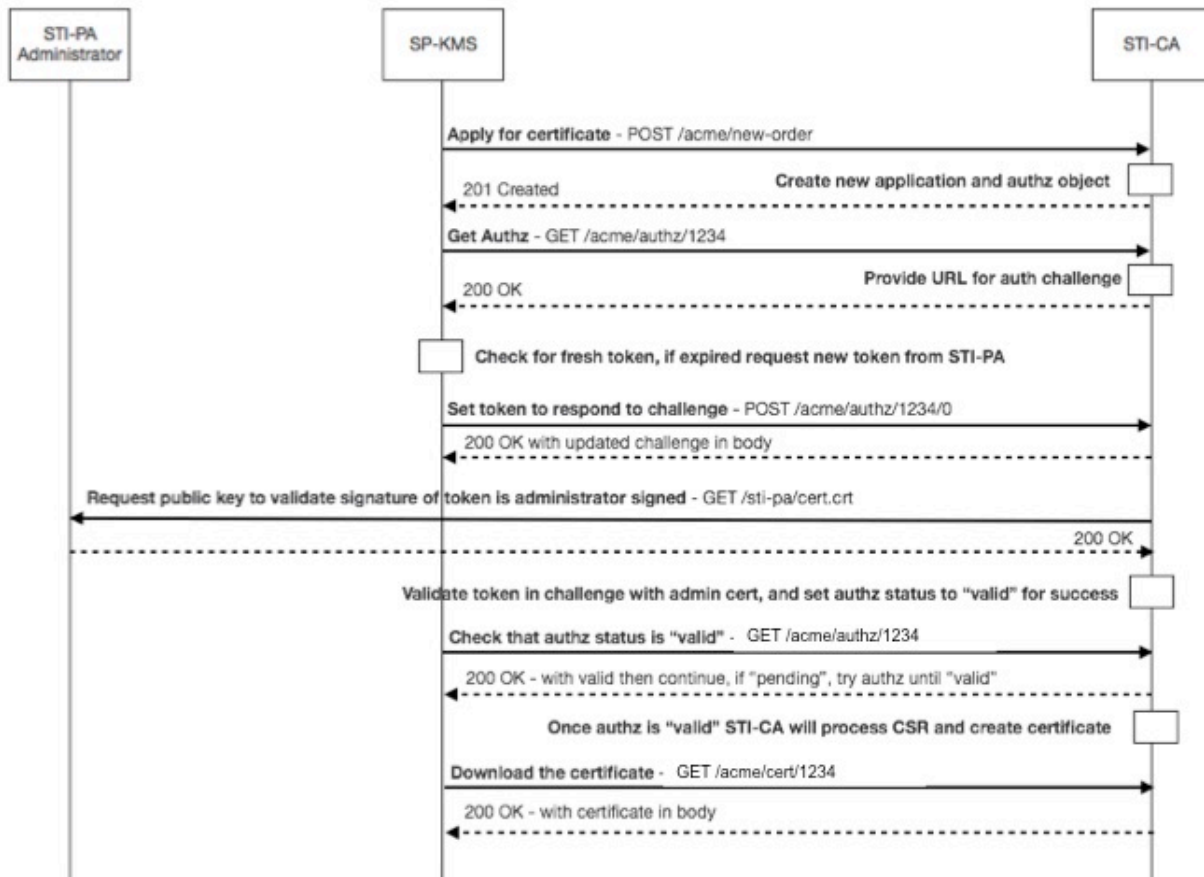 STI-PA
Administrator
SP-KMS
STI-CA
Apply for certificate - POST /acme/new-order
Create new application and authz object
201 Created
Get Authz - GET /acme/authz/1234
Provide URL for auth challenge
200 OK
Check for fresh token, if expired request new token from STI-PA
Set token to respond to challenge - POST /acme/authz/1234/0
200 OK with updated challenge in body
Request public key to validate signature of token is administrator signed - GET /sti-pa/cert.crt
200 OK
Validate token in challenge with admin cert, and set authz status to “valid” for success
Check that authz status is “valid” - GET /acme/authz/1234
200 OK - with valid then continue, if “pending”, try authz until “valid”
Once authz is “valid” STI-CA will process CSR and create certificate
Download the certificate - GET /acme/cert/1234
200 OK - with certificate in body